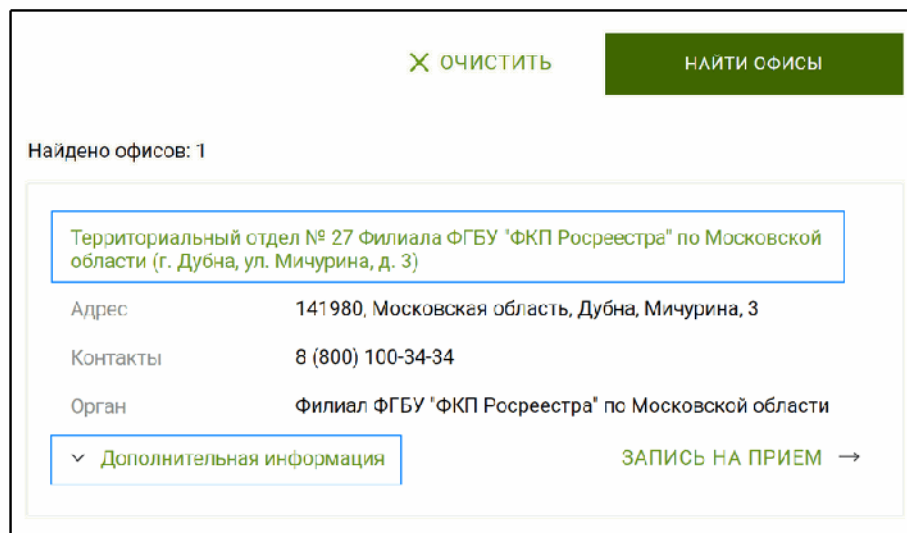 ОЧИСТИТЬ
НАЙТИ ОФИСЫ
Найдено офисов: 1
Территориальный отдел № 27 Филиала ФГБУ "ФКП Росреестра" по Московской
области (г. Дубна, ул. Мичурина, д. 3)
Адрес 141980, Московская область, Дубна, Мичурина, 3
Контакты 8 (800) 100-34-34
Орган Филиал ФГБУ "ФКП Росреестра" по Московской области
Дополнительная информация ЗАПИСЬ НА ПРИЕМ →